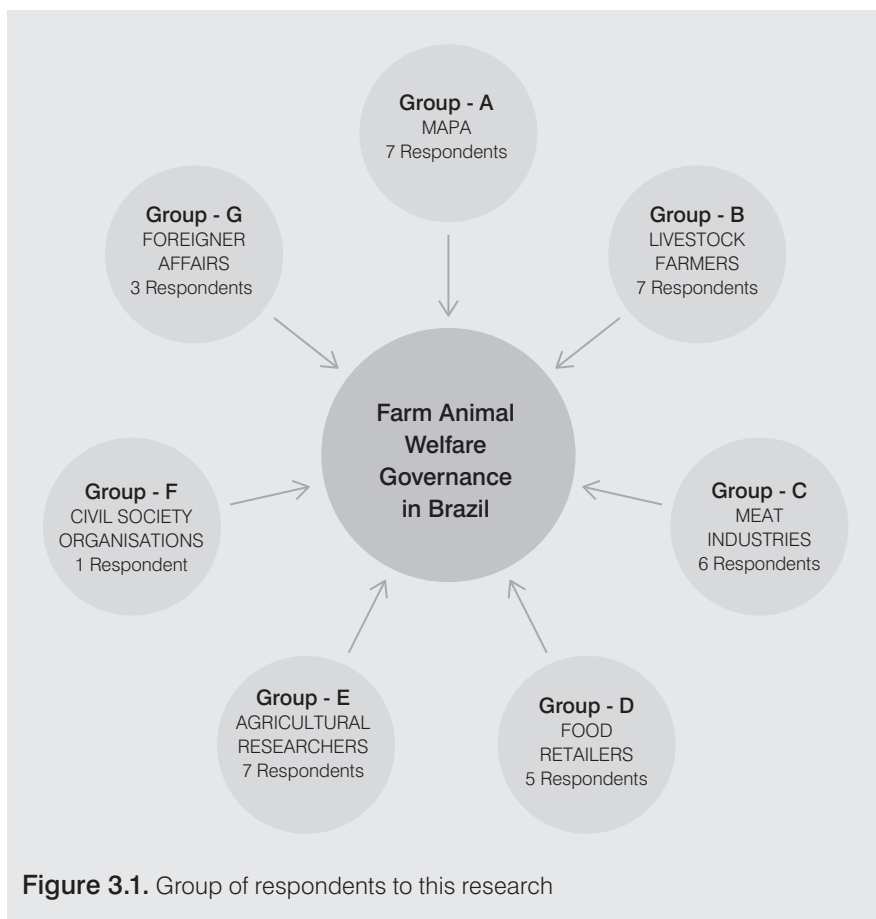 Group - A
MAPA
7 Respondents
Group - G
FOREIGNER
AFFAIRS
3 Respondents
Group - B
LIVESTOCK
FARMERS
7 Respondents
Farm Animal
Welfare
Governance
in Brazil
Group - F
CIVIL SOCIETY
ORGANISATIONS
1 Respondent
Group - C
MEAT
INDUSTRIES
6 Respondents
Group - E
AGRICULTURAL
RESEARCHERS
7 Respondents
Group - D
FOOD
RETAILERS
5 Respondents
Figure 3.1. Group of respondents to this research